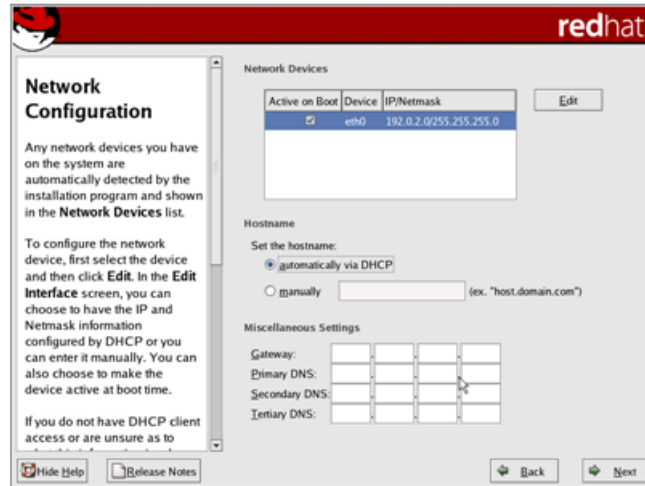 redhat
Network
Configuration
Any network devices you have
on the system are
automatically detected by the
installation program and shown
in the Network Devices list.
To configure the network
device, first select the device
and then click Edit. In the Edit
Interface screen, you can
choose to have the IP and
Netmask information
configured by DHCP or you
can enter it manually. You can
also choose to make the
device active at boot time.
If you do not have DHCP client
access or are unsure as to
Network Devices
Active on Boot Device IP/Netmask
eth0 192.0.2.0/255.255.255.0
Edit
Hostname
Set the hostname:
automatically via DHCP
manually (ex. "host.domain.com")
Miscellaneous Settings
Gateway:
Primary DNS:
Secondary DNS:
Tertiary DNS:
Hide Help
Release Notes
Back
Next